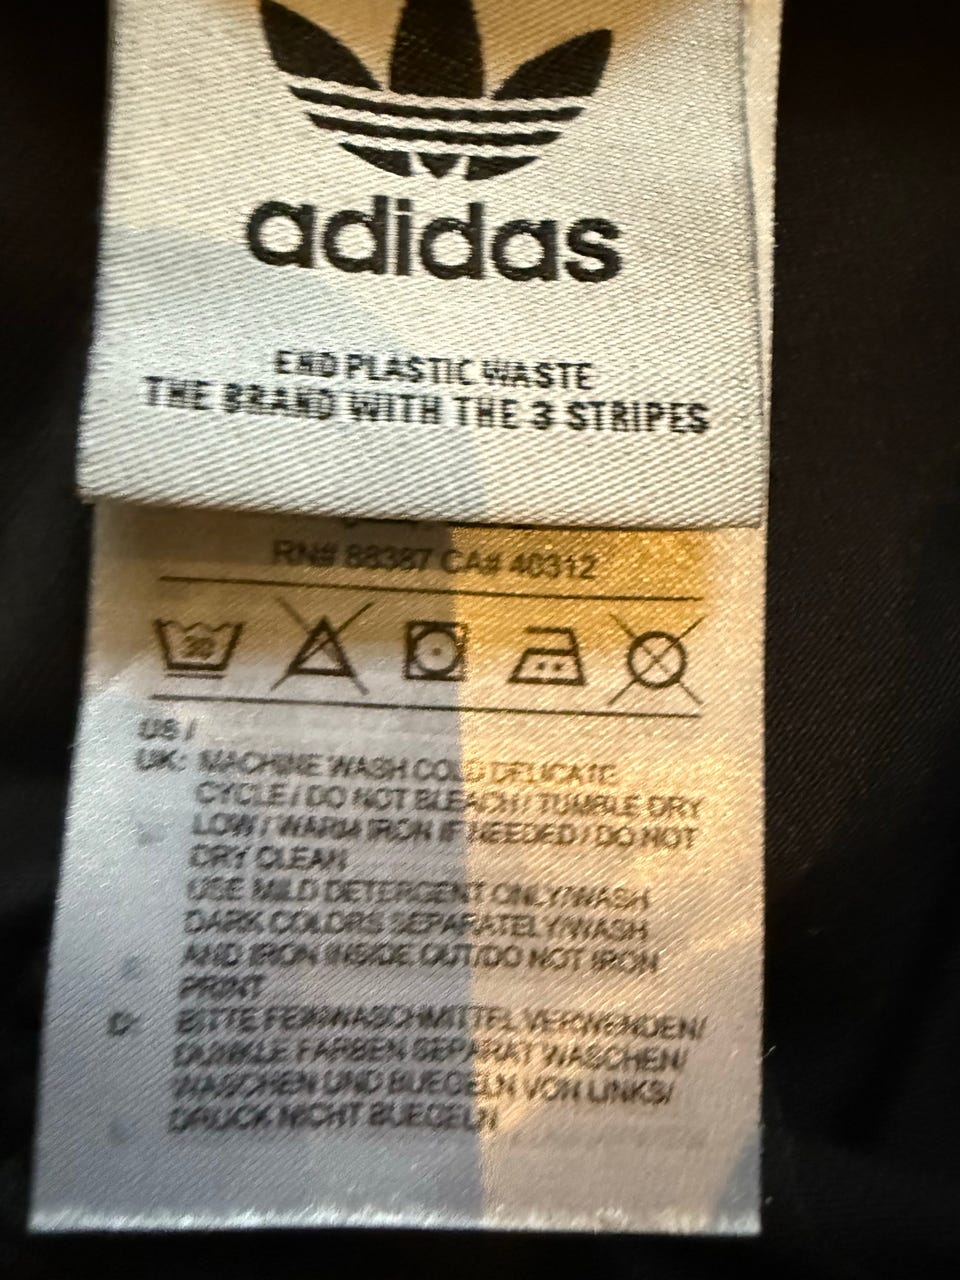 adidas
END PLASTIC WASTE
THE BRAND WITH THE 3 STRIPES
RN# 88387 CA# 40312
30
US /
UK: MACHINE WASH COLD DELICATE
CYCLE / DO NOT BLEACH / TUMBLE DRY
LOW / WARM IRON IF NEEDED / DO NOT
DRY CLEAN
USE MILD DETERGENT ONLY/WASH
DARK COLORS SEPARATELY/WASH
AND IRON INSIDE OUT/DO NOT IRON
PRINT
D: BITTE FEINWASCHMITTEL VERWENDEN/
DUNKLE FARBEN SEPARAT WASCHEN/
WASCHEN UND BUEGELN VON LINKS/
DRUCK NICHT BUEGELN